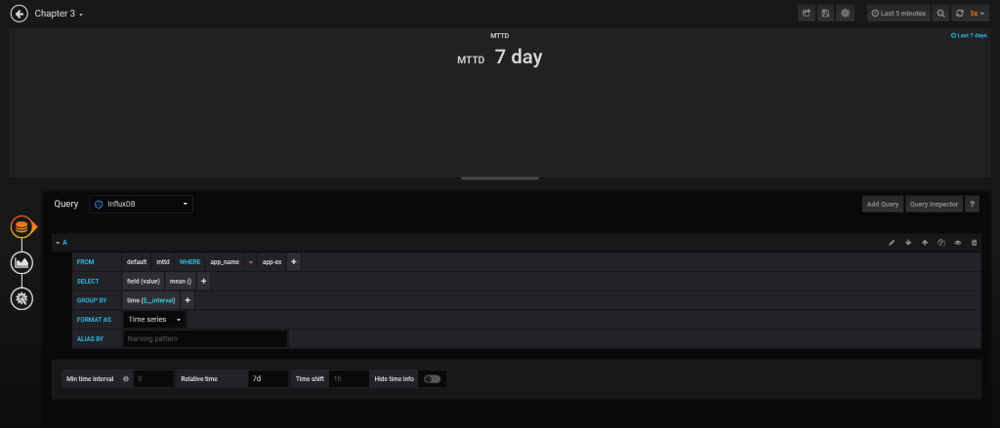 Chapter 3
Last 5 minutes
5s
MTTD
Last 7 days
MTTD 7 day
Query InfluxDB
Add Query Query Inspector ?
A
FROM default mttd WHERE app_name = app-ex +
SELECT field (value) mean () +
GROUP BY time ($__interval) +
FORMAT AS Time series
ALIAS BY Naming pattern
Min time interval 0 Relative time 7d Time shift 1h Hide time info